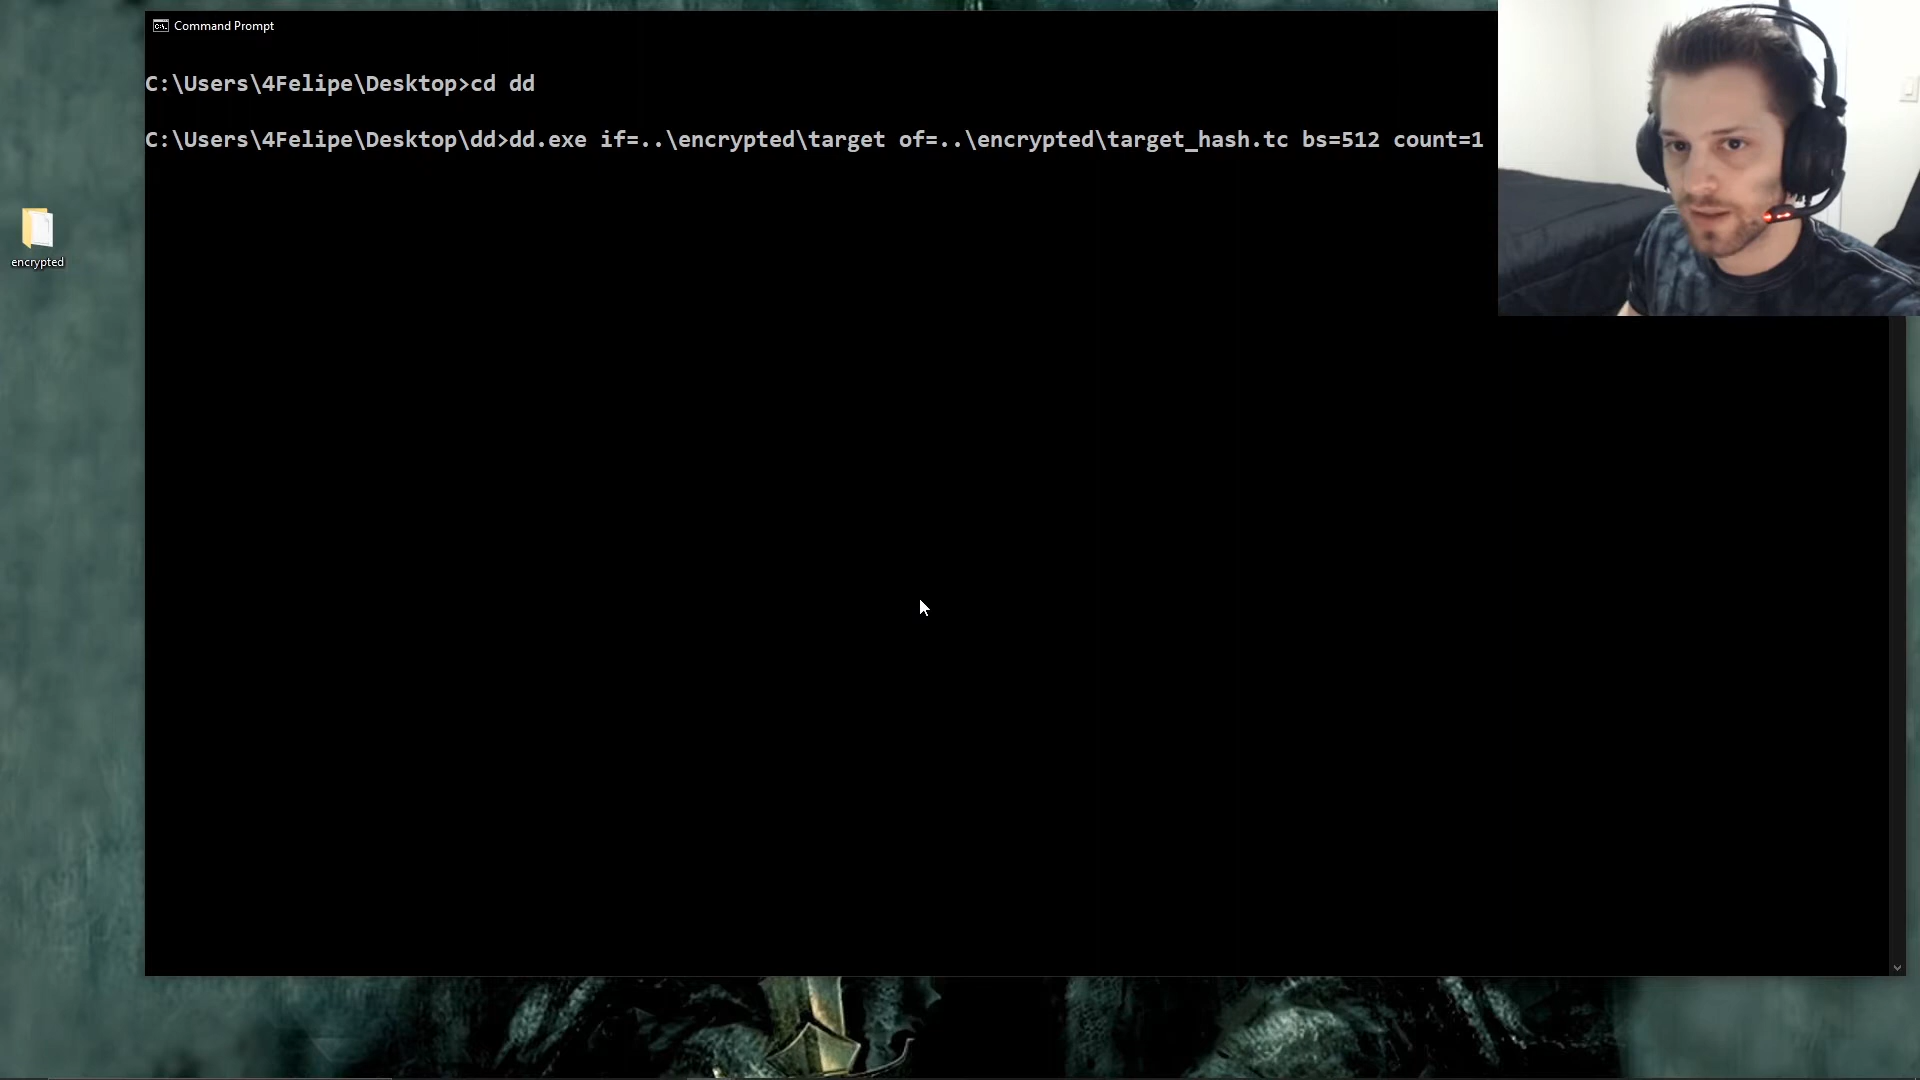 Command Prompt
C:\Users\4Felipe\Desktop>cd dd
C:\Users\4Felipe\Desktop\dd>dd.exe if=..\encrypted\target of=..\encrypted\target_hash.tc bs=512 count=1
encrypted